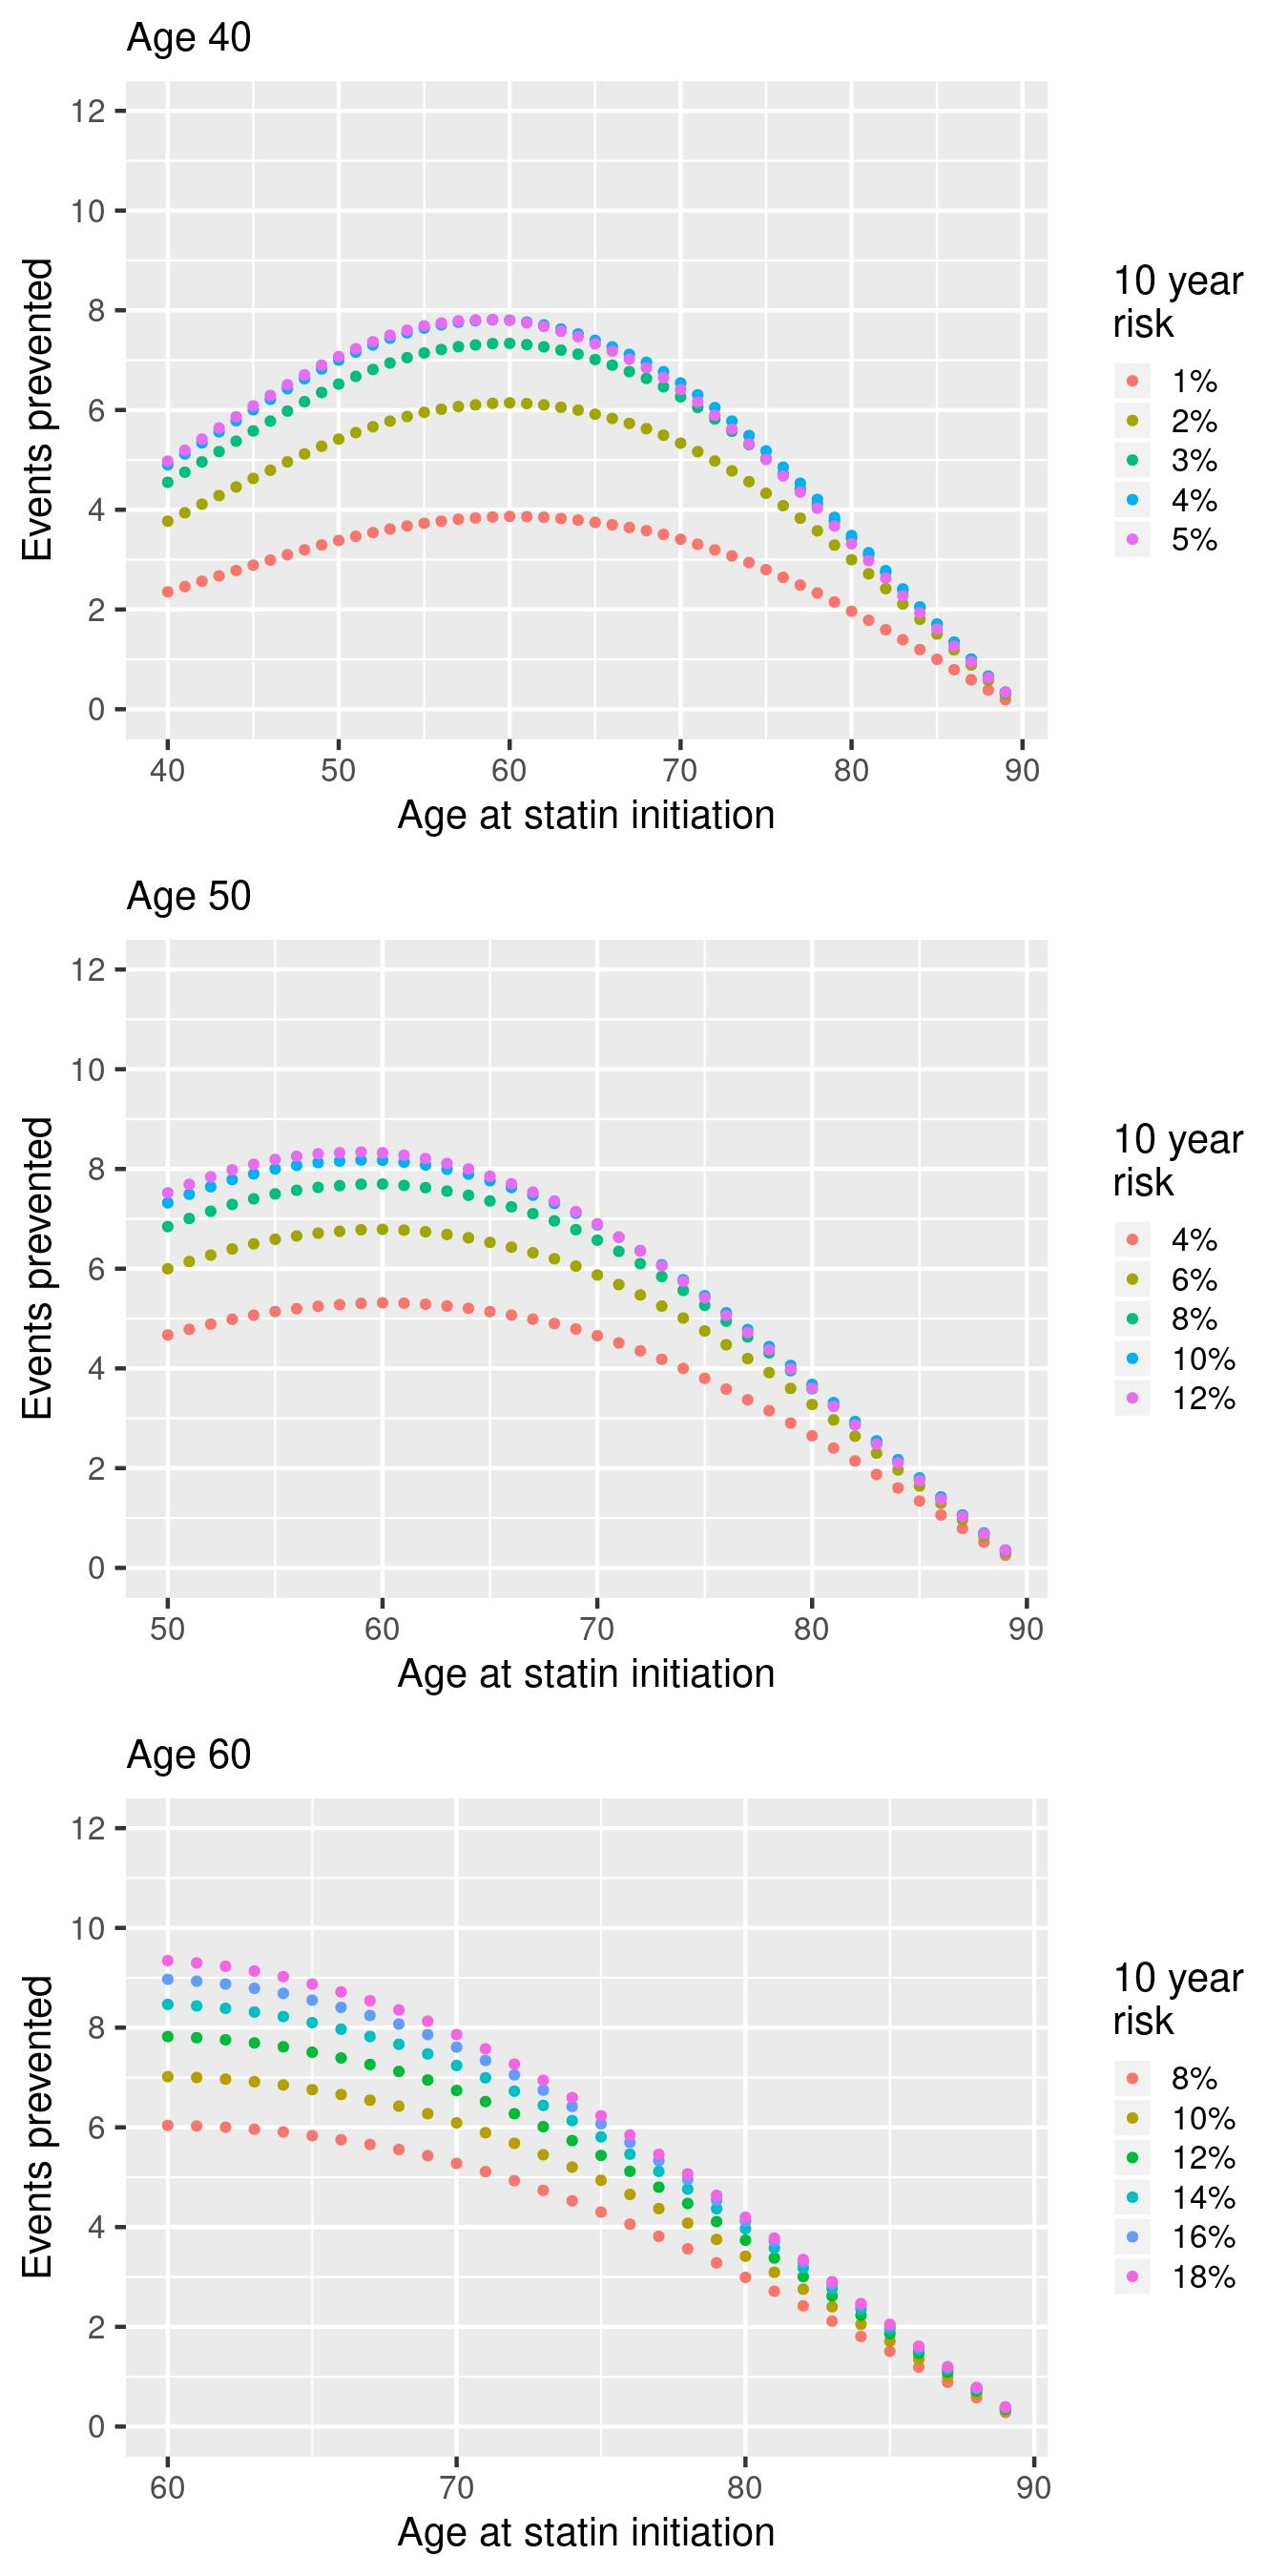 Age 40
12
10
8
6
4
2
0
Events prevented
40 50 60 70 80 90
Age at statin initiation
10 year
risk
1%
2%
3%
4%
5%
Age 50
12
10
8
6
4
2
0
Events prevented
50 60 70 80 90
Age at statin initiation
10 year
risk
4%
6%
8%
10%
12%
Age 60
12
10
8
6
4
2
0
Events prevented
60 70 80 90
Age at statin initiation
10 year
risk
8%
10%
12%
14%
16%
18%